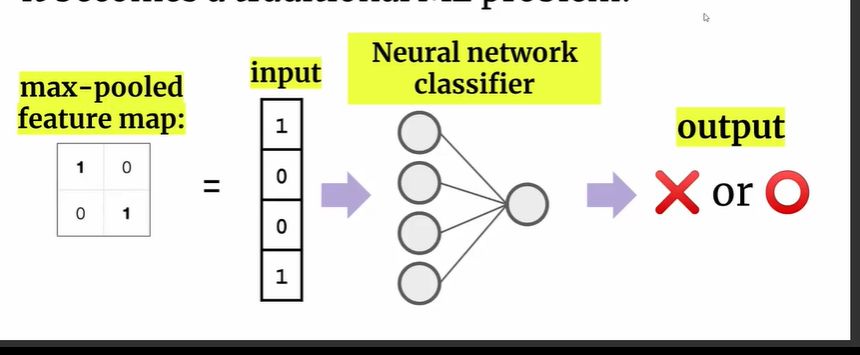 it becomes a traditional ML problem:
max-pooled
feature map:
1 0
0 1
=
input
1
0
0
1
Neural network
classifier
output
❌ or ⭕